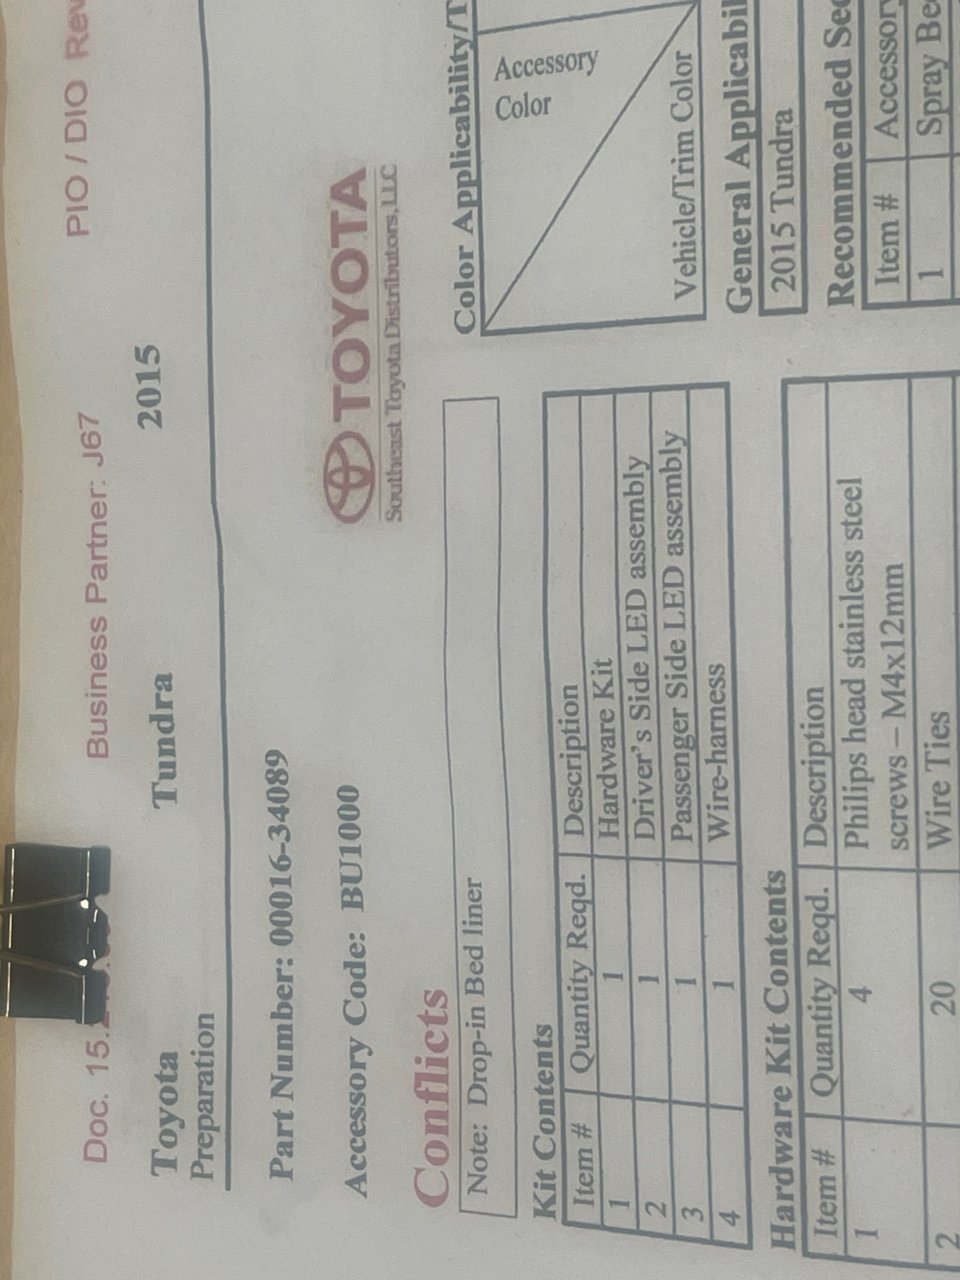 Doc. 15. Business Partner: J67 PIO / DIO Rev
Toyota Tundra 2015
Preparation
Part Number: 00016-34089
Accessory Code: BU1000
TOYOTA
Southeast Toyota Distributors, LLC
Conflicts
Note: Drop-in Bed liner
Kit Contents
Item # Quantity Reqd. Description
1 1 Hardware Kit
2 1 Driver's Side LED assembly
3 1 Passenger Side LED assembly
4 1 Wire-harness
Hardware Kit Contents
Item # Quantity Reqd. Description
1 4 Philips head stainless steel
screws – M4x12mm
2 20 Wire Ties
Color Applicability/T
Accessory
Color
Vehicle/Trim Color
General Applicabil
2015 Tundra
Recommended Seq
Item # Accessory
1 Spray Bed